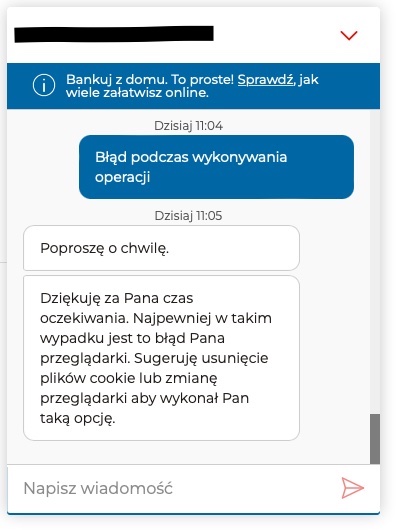 Bankuj z domu. To proste! Sprawdź, jak
wiele załatwisz online.
Dzisiaj 11:04
Błąd podczas wykonywania
operacji
Dzisiaj 11:05
Poproszę o chwilę.
Dziękuję za Pana czas
oczekiwania. Najpewniej w takim
wypadku jest to błąd Pana
przeglądarki. Sugeruję usunięcie
plików cookie lub zmianę
przeglądarki aby wykonał Pan
taką opcję.
Napisz wiadomość